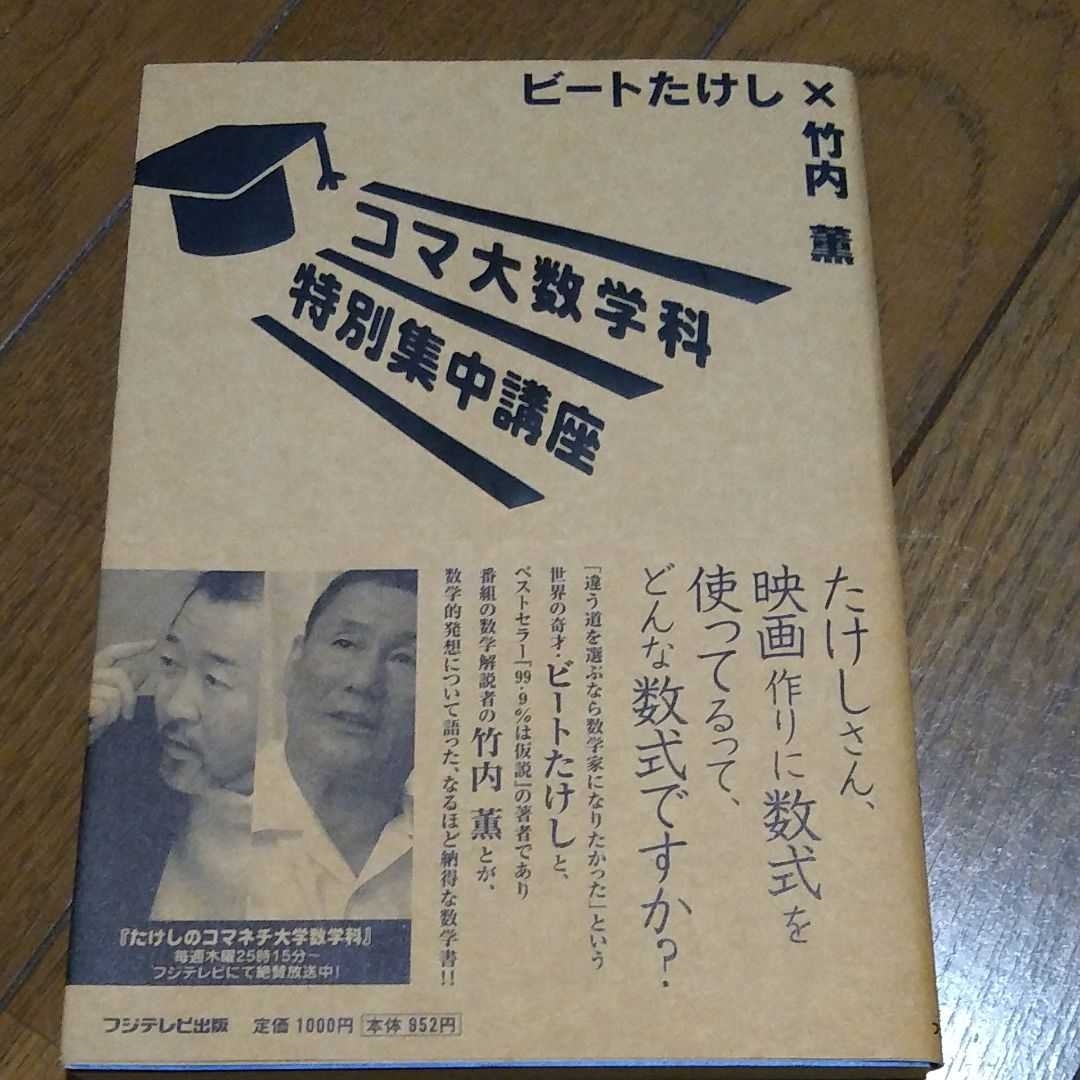 ビートたけし×
竹内 薫
コマ大数学科
特別集中講座
たけしさん、
映画作りに数式を
使ってるって、
どんな数式ですか?
「違う道を選ぶなら数学家になりたかった」という
世界の奇才・ビートたけしと、
ベストセラー『99・9%は仮説』の著者であり
番組の数学解説者の竹内 薫とが、
数学的発想について語った、なるほど納得な数学書!!
『たけしのコマネチ大学数学科』
毎週木曜25時15分~
フジテレビにて絶賛放送中!
フジテレビ出版 定価1000円 本体952円